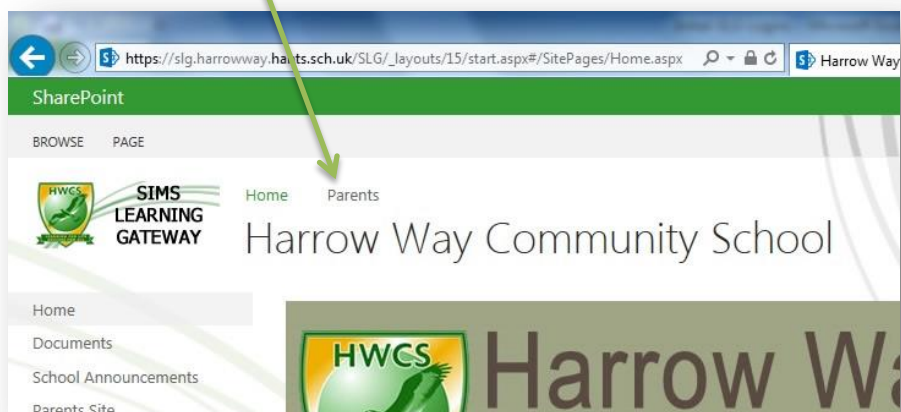 https://slg.harrowway.hants.sch.uk/SLG/_layouts/15/start.aspx#/SitePages/Home.aspx
Harrow Way
SharePoint
BROWSE PAGE
HWCS
SIMS
LEARNING
GATEWAY
Home Parents
Harrow Way Community School
Home
Documents
School Announcements
Parents Site
HWCS
Harrow Wa